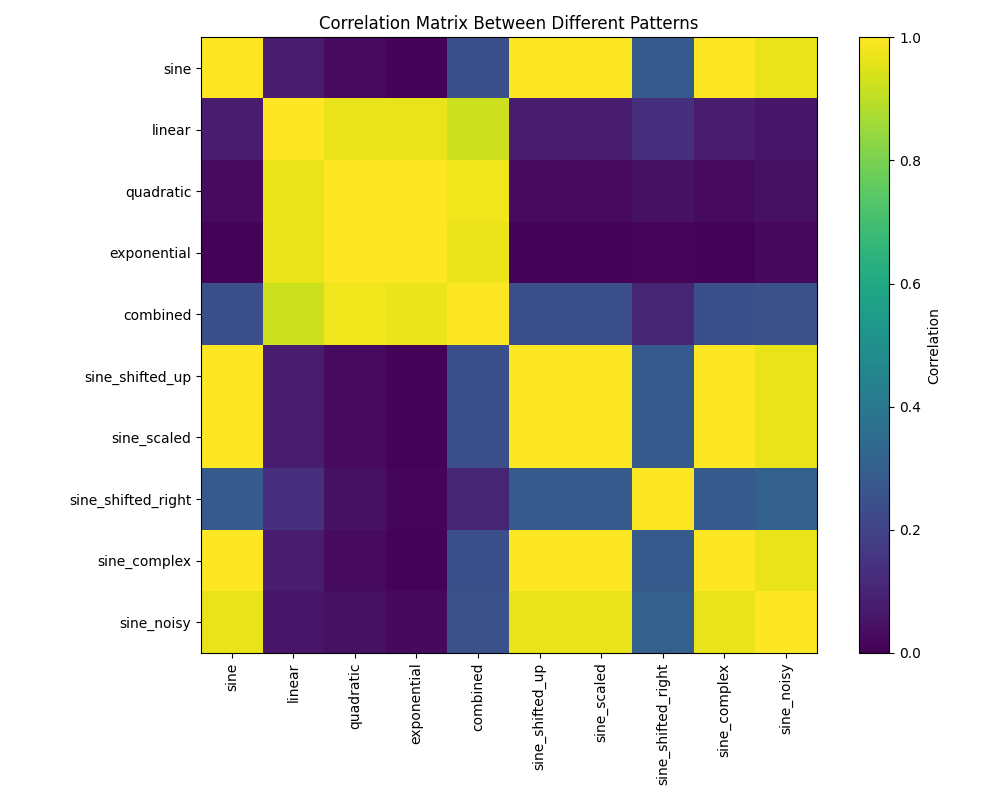 Correlation Matrix Between Different Patterns
sine
linear
quadratic
exponential
combined
sine_shifted_up
sine_scaled
sine_shifted_right
sine_complex
sine_noisy
sine
linear
quadratic
exponential
combined
sine_shifted_up
sine_scaled
sine_shifted_right
sine_complex
sine_noisy
1.0
0.8
0.6
0.4
0.2
0.0
Correlation